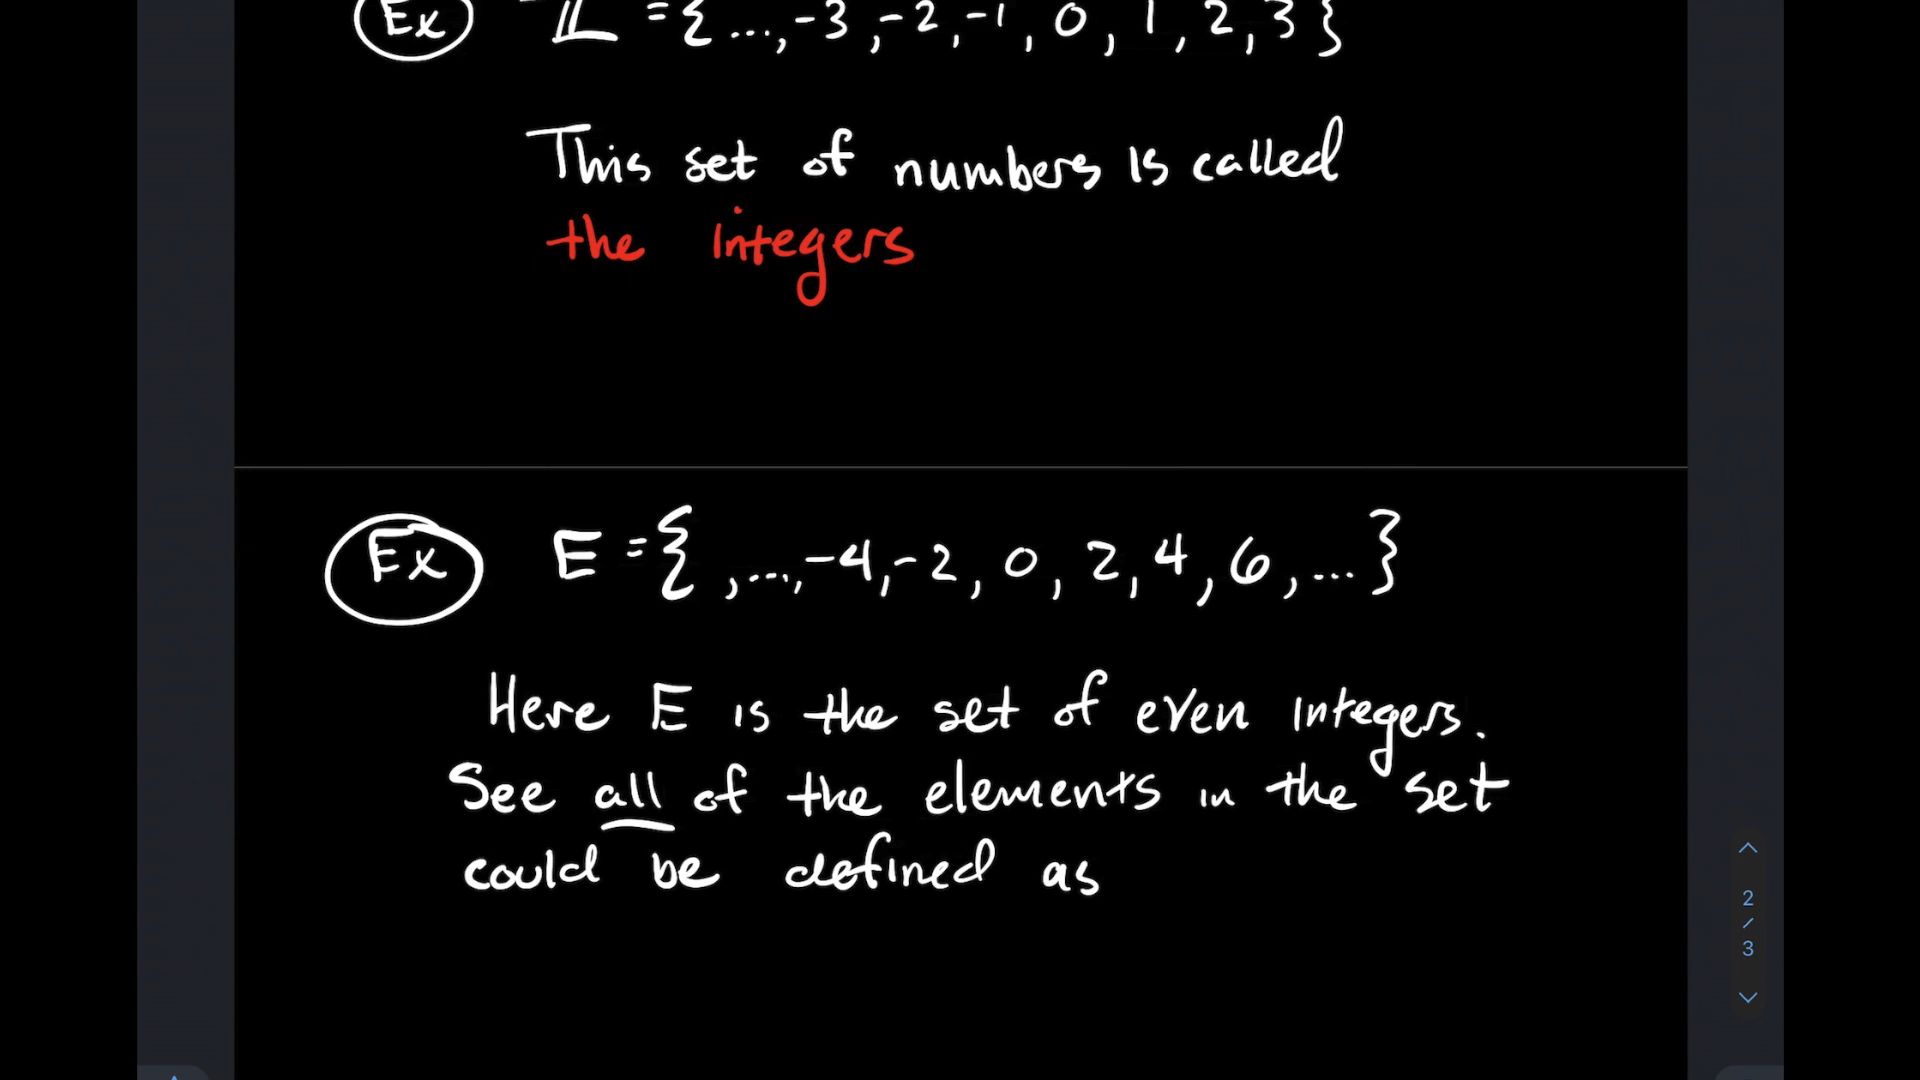 Ex ℤ = {...,-3,-2,-1,0,1,2,3}
This set of numbers is called
the integers
Ex E = { ,...,-4,-2,0,2,4,6,...}
Here E is the set of even integers.
See all of the elements in the set
could be defined as
2
/
3